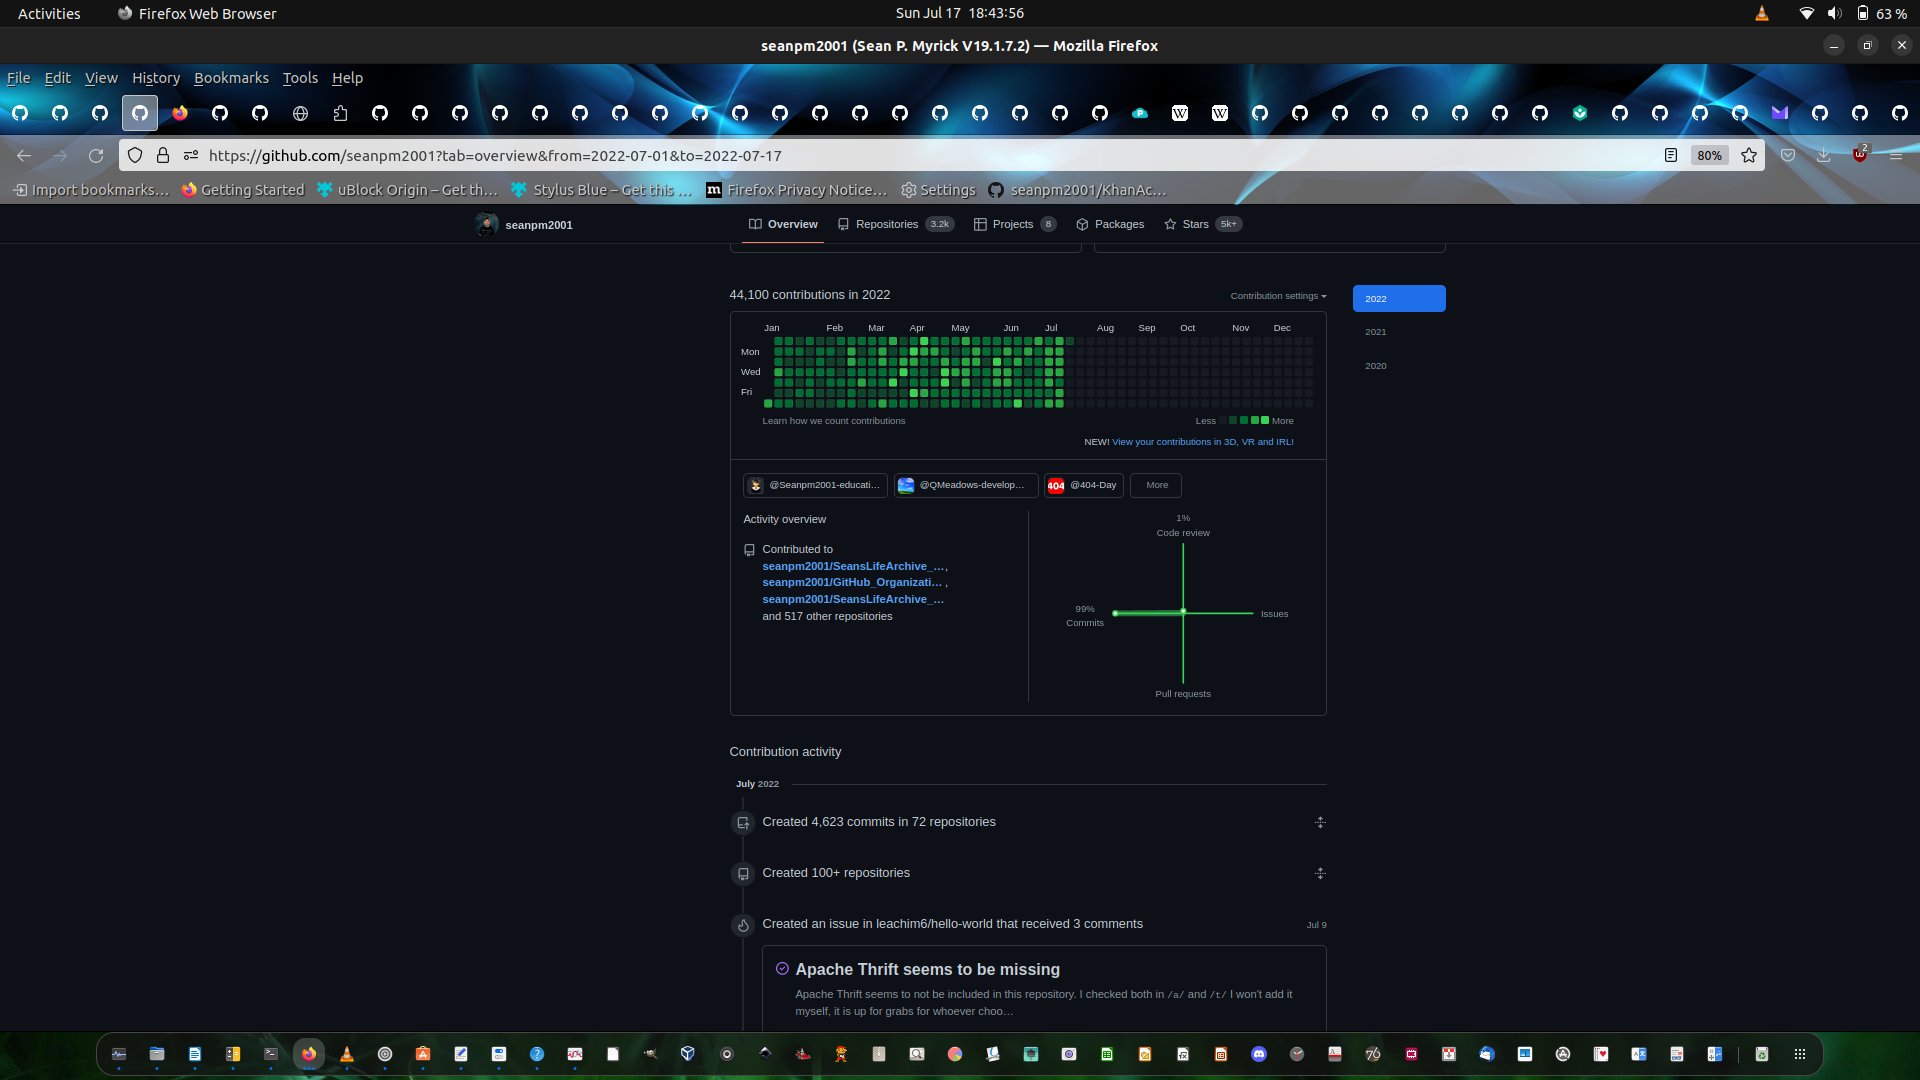 Activities
Firefox Web Browser
Sun Jul 17 18:43:56
63 %
seanpm2001 (Sean P. Myrick V19.1.7.2) — Mozilla Firefox
File Edit View History Bookmarks Tools Help
https://github.com/seanpm2001?tab=overview&from=2022-07-01&to=2022-07-17
80%
2
Import bookmarks… Getting Started uBlock Origin – Get th… Stylus Blue – Get this … Firefox Privacy Notice… Settings seanpm2001/KhanAc…
seanpm2001
Overview Repositories 3.2k Projects 8 Packages Stars 5k+
44,100 contributions in 2022
Contribution settings
2022
2021
2020
Jan Feb Mar Apr May Jun Jul Aug Sep Oct Nov Dec
Mon
Wed
Fri
Learn how we count contributions
Less More
NEW! View your contributions in 3D, VR and IRL!
@Seanpm2001-educati… @QMeadows-develop… 404 @404-Day More
Activity overview
Contributed to
seanpm2001/SeansLifeArchive_…,
seanpm2001/GitHub_Organizati… ,
seanpm2001/SeansLifeArchive_…
and 517 other repositories
1%
Code review
99%
Commits
Issues
Pull requests
Contribution activity
July 2022
Created 4,623 commits in 72 repositories
Created 100+ repositories
Created an issue in leachim6/hello-world that received 3 comments
Jul 9
Apache Thrift seems to be missing
Apache Thrift seems to not be included in this repository. I checked both in /a/ and /t/ I won't add it
myself, it is up for grabs for whoever choo…